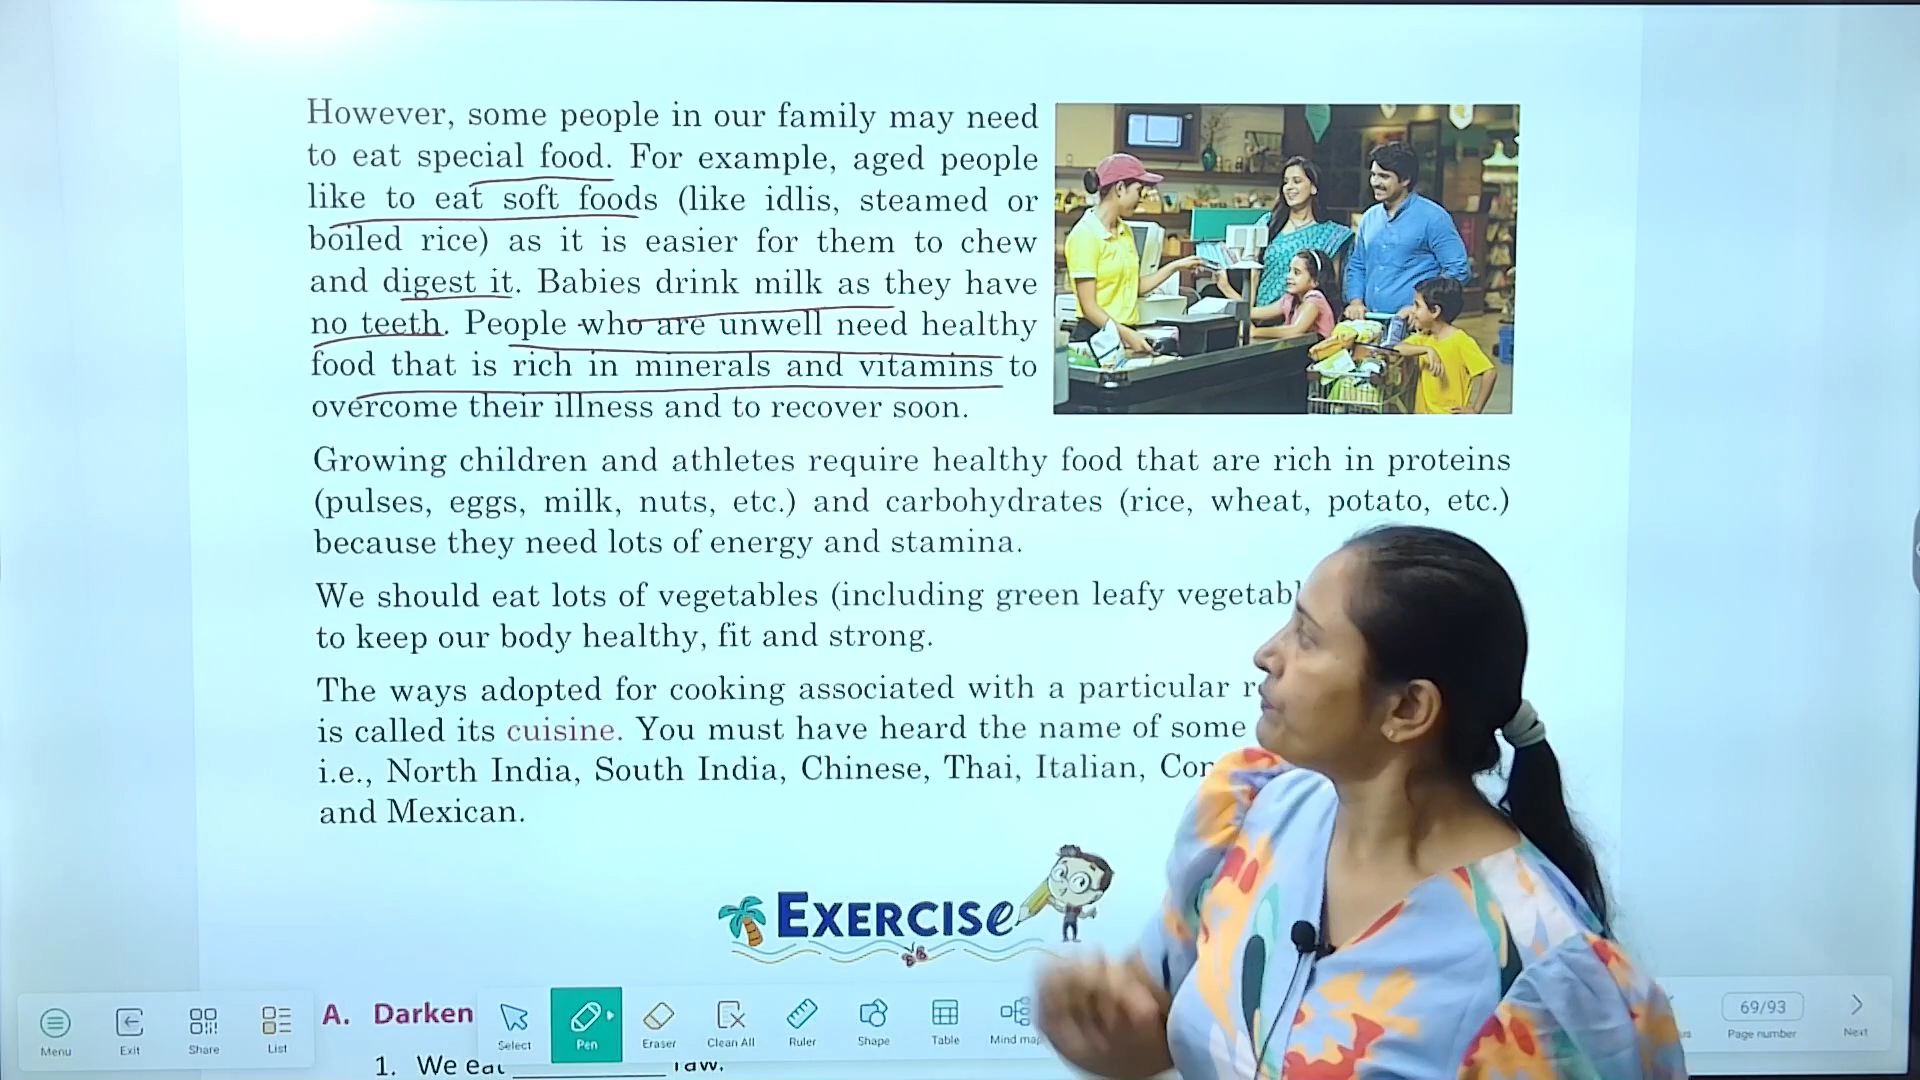 However, some people in our family may need
to eat special food. For example, aged people
like to eat soft foods (like idlis, steamed or
boiled rice) as it is easier for them to chew
and digest it. Babies drink milk as they have
no teeth. People who are unwell need healthy
food that is rich in minerals and vitamins to
overcome their illness and to recover soon.
Growing children and athletes require healthy food that are rich in proteins
(pulses, eggs, milk, nuts, etc.) and carbohydrates (rice, wheat, potato, etc.)
because they need lots of energy and stamina.
We should eat lots of vegetables (including green leafy
to keep our body healthy, fit and strong.
The ways adopted for cooking associated with a particular
is called its cuisine. You must have heard the name of some
i.e., North India, South India, Chinese, Thai, Italian,
and Mexican.
EXERCISE
A. Darken
1. We eat ________ raw.
Menu
Exit
Share
List
Select
Pen
Eraser
Clean All
Ruler
Shape
Table
Mind map
69/93
Page number
Next